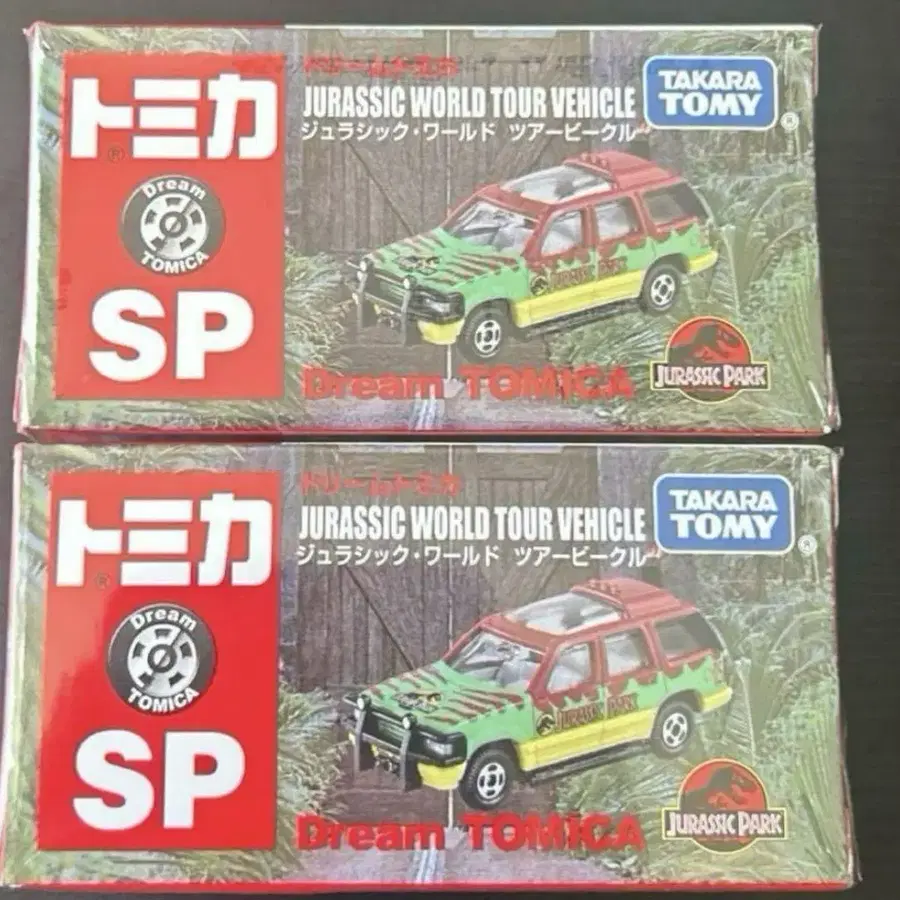 トミカ
Dream
TOMICA
SP
ドリームトミカ
JURASSIC WORLD TOUR VEHICLE
ジュラシック・ワールド ツアービークル
TAKARA
TOMY
®
JURASSIC PARK
Dream TOMICA
JURASSIC PARK
トミカ
Dream
TOMICA
SP
ドリームトミカ
JURASSIC WORLD TOUR VEHICLE
ジュラシック・ワールド ツアービークル
TAKARA
TOMY
®
JURASSIC PARK
Dream TOMICA
JURASSIC PARK